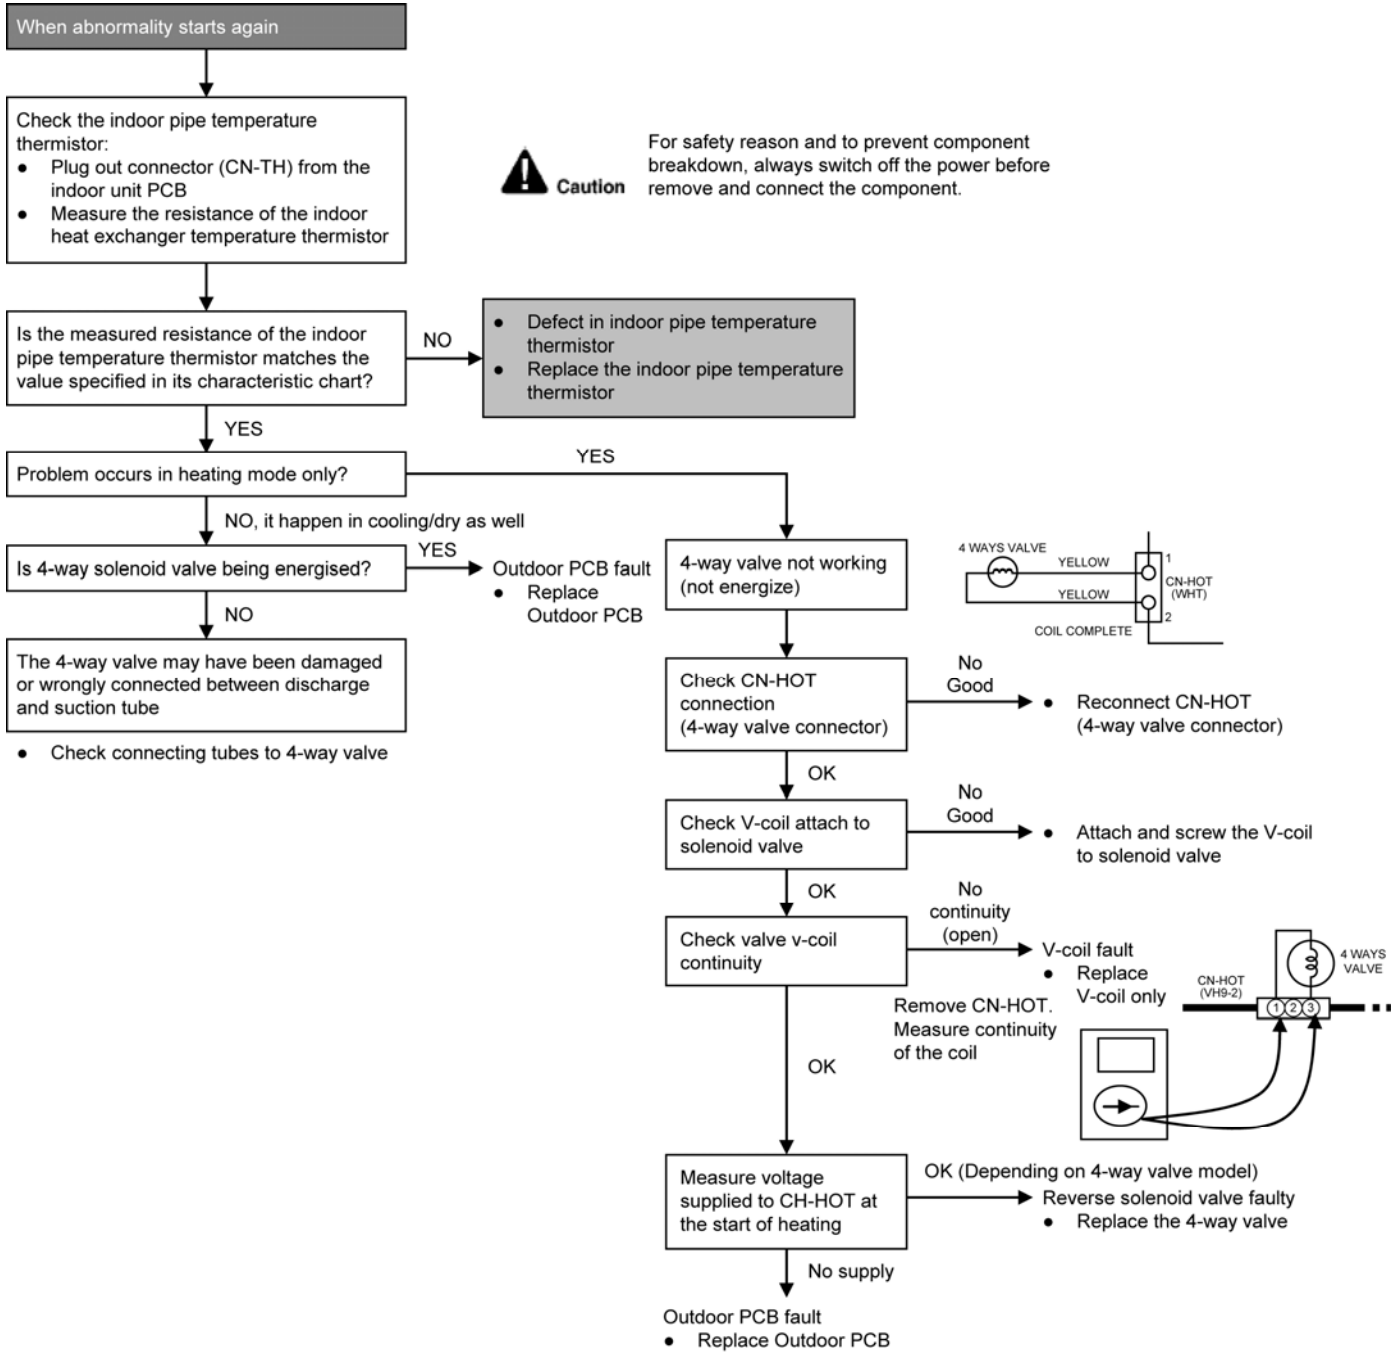 When abnormality starts again
Check the indoor pipe temperature
thermistor:
● Plug out connector (CN-TH) from the
indoor unit PCB
● Measure the resistance of the indoor
heat exchanger temperature thermistor
Caution
For safety reason and to prevent component
breakdown, always switch off the power before
remove and connect the component.
Is the measured resistance of the indoor
pipe temperature thermistor matches the
value specified in its characteristic chart?
NO
● Defect in indoor pipe temperature
thermistor
● Replace the indoor pipe temperature
thermistor
YES
Problem occurs in heating mode only?
YES
NO, it happen in cooling/dry as well
Is 4-way solenoid valve being energised?
YES
Outdoor PCB fault
● Replace
Outdoor PCB
NO
The 4-way valve may have been damaged
or wrongly connected between discharge
and suction tube
● Check connecting tubes to 4-way valve
4-way valve not working
(not energize)
4 WAYS VALVE
YELLOW
YELLOW
1
CN-HOT
(WHT)
2
COIL COMPLETE
Check CN-HOT
connection
(4-way valve connector)
No
Good
● Reconnect CN-HOT
(4-way valve connector)
OK
Check V-coil attach to
solenoid valve
No
Good
● Attach and screw the V-coil
to solenoid valve
OK
Check valve v-coil
continuity
No
continuity
(open)
V-coil fault
● Replace
V-coil only
Remove CN-HOT.
Measure continuity
of the coil
4 WAYS
VALVE
CN-HOT
(VH9-2)
1 2 3
OK
Measure voltage
supplied to CH-HOT at
the start of heating
OK (Depending on 4-way valve model)
Reverse solenoid valve faulty
● Replace the 4-way valve
No supply
Outdoor PCB fault
● Replace Outdoor PCB